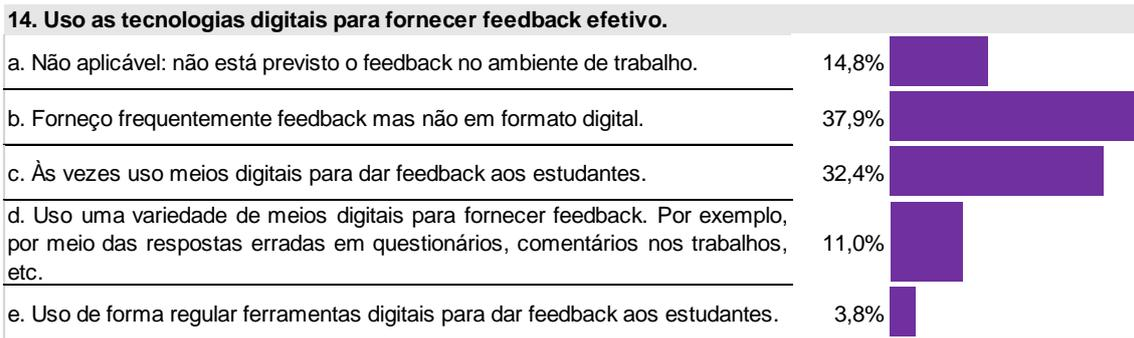 14. Uso as tecnologias digitais para fornecer feedback efetivo.
a. Não aplicável: não está previsto o feedback no ambiente de trabalho. 14,8%
b. Forneço frequentemente feedback mas não em formato digital. 37,9%
c. Às vezes uso meios digitais para dar feedback aos estudantes. 32,4%
d. Uso uma variedade de meios digitais para fornecer feedback. Por exemplo,
por meio das respostas erradas em questionários, comentários nos trabalhos, 11,0%
etc.
e. Uso de forma regular ferramentas digitais para dar feedback aos estudantes. 3,8%